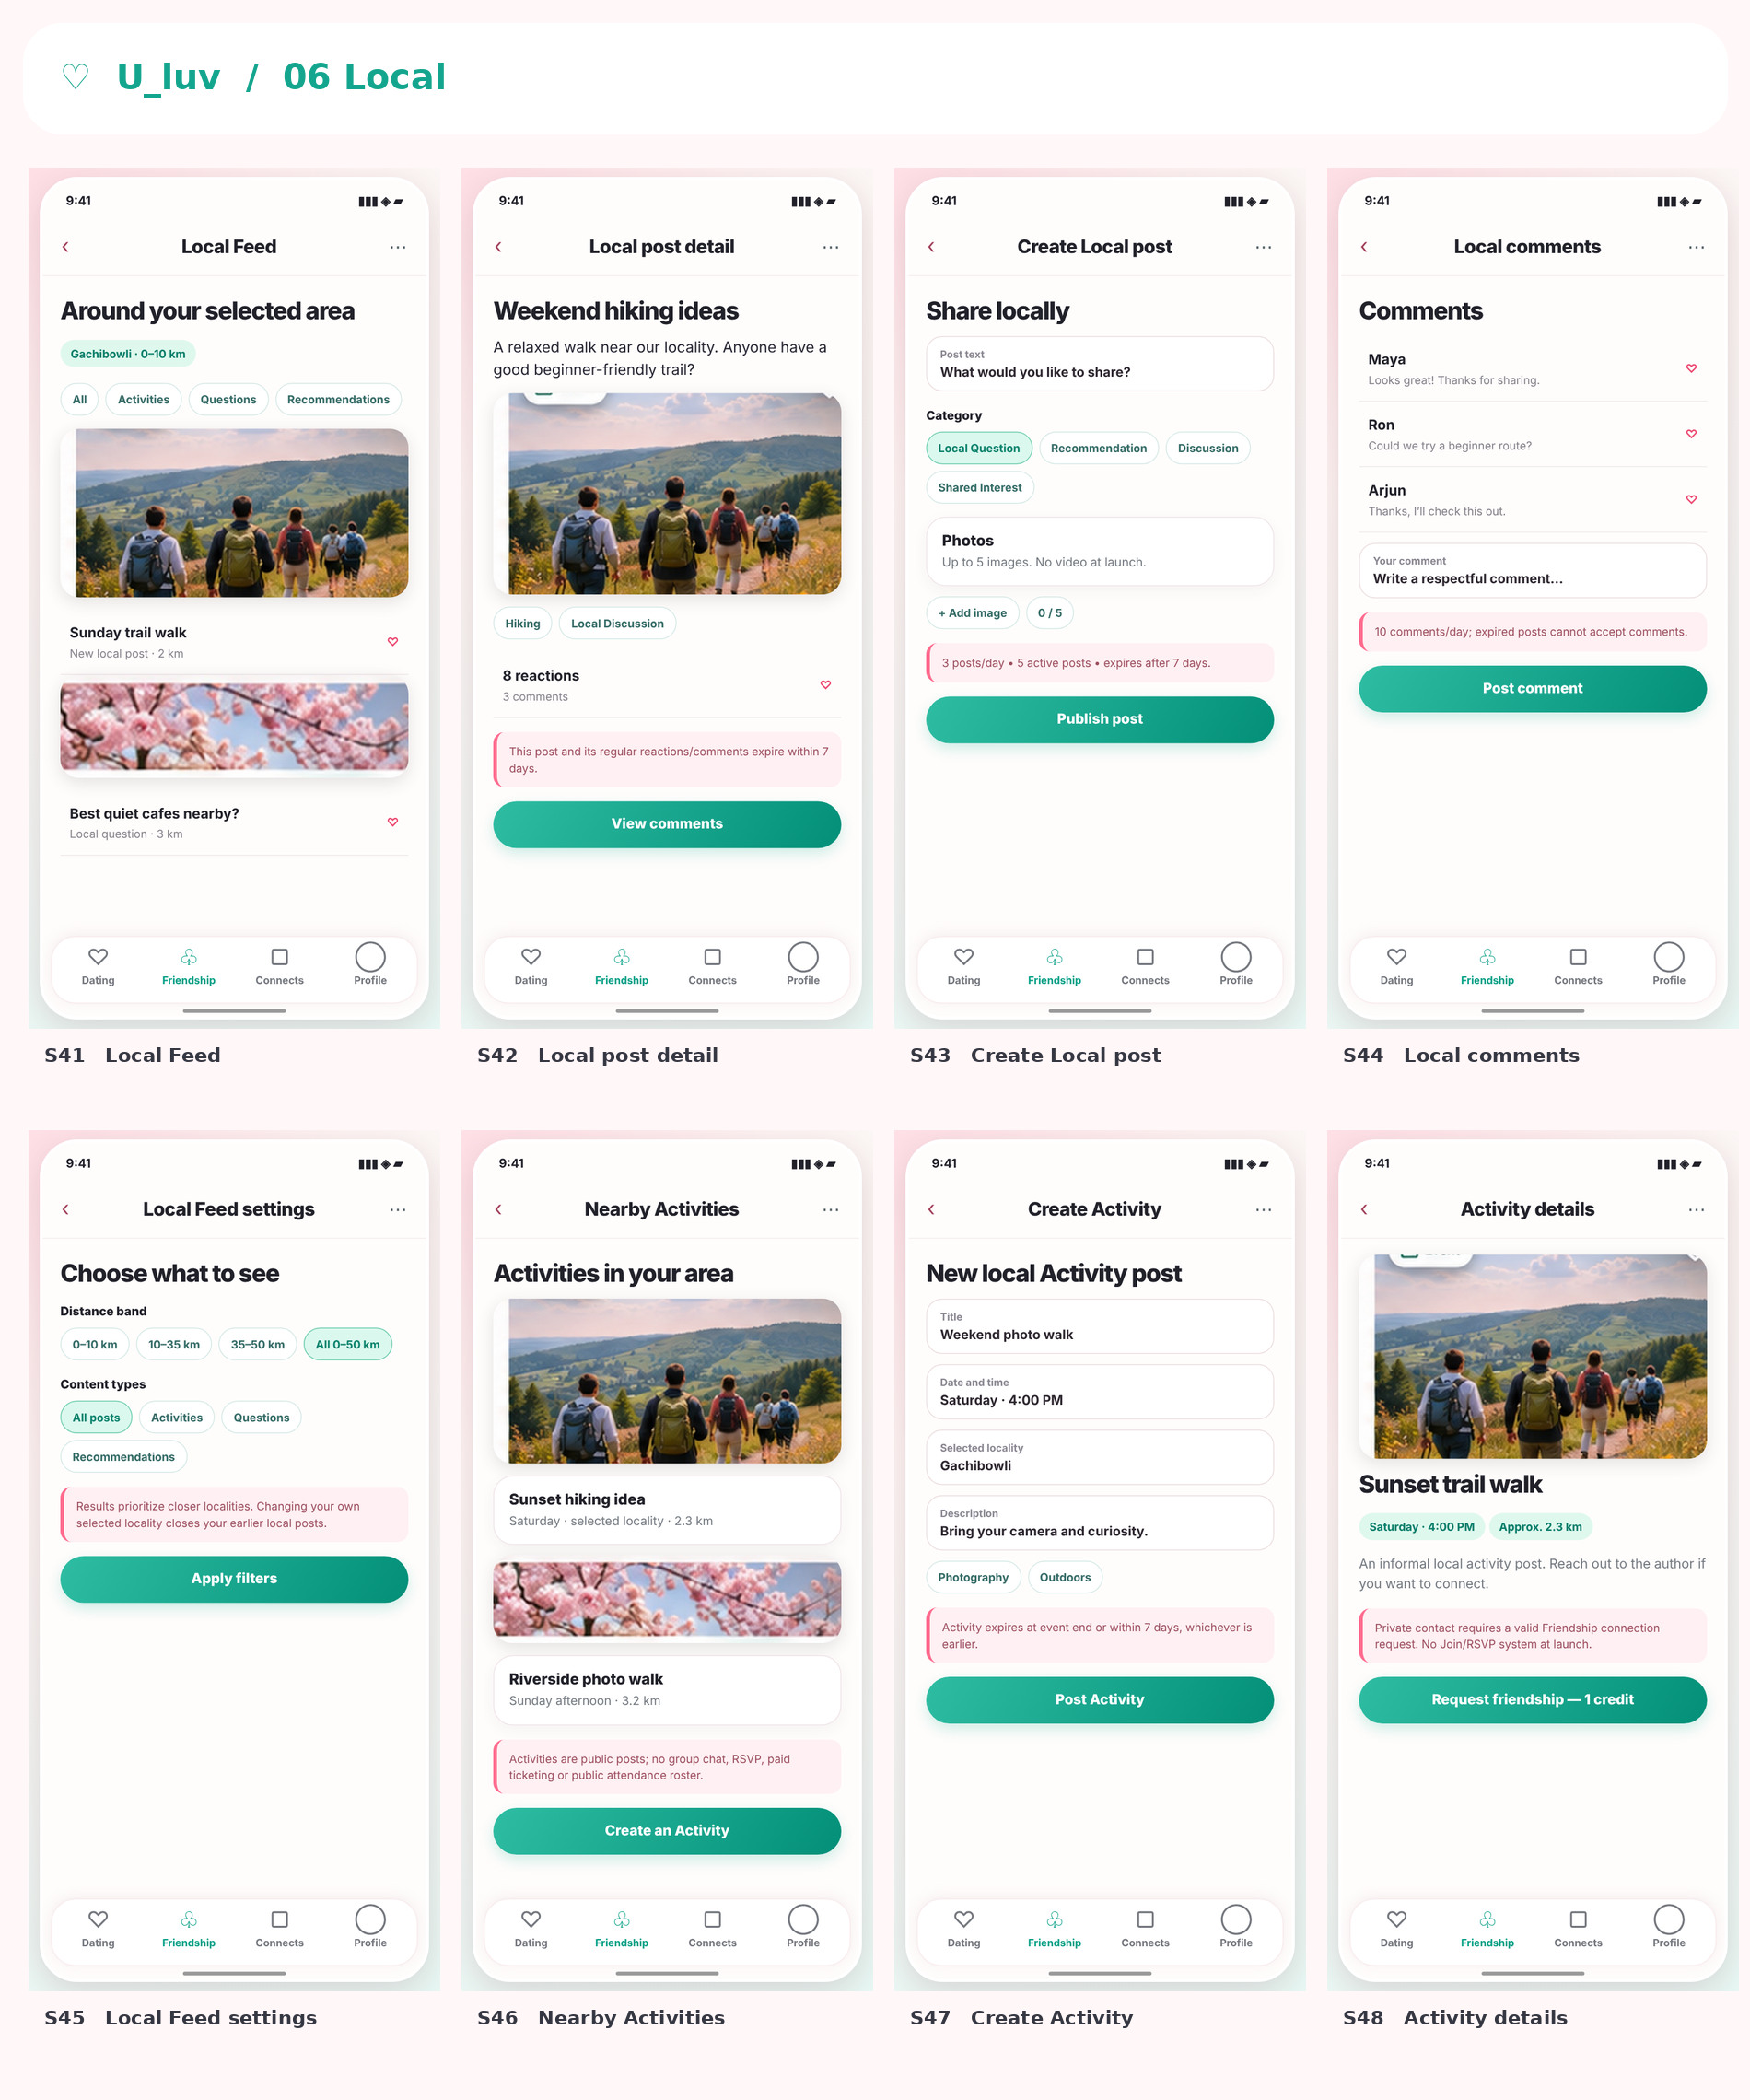 ♡ U_luv / 06 Local
9:41
‹ Local Feed ...
Around your selected area
Gachibowli · 0–10 km
All Activities Questions Recommendations
Sunday trail walk
New local post · 2 km
Best quiet cafes nearby?
Local question · 3 km
Dating Friendship Connects Profile
S41 Local Feed
9:41
‹ Local post detail ...
Weekend hiking ideas
A relaxed walk near our locality. Anyone have a
good beginner-friendly trail?
Hiking Local Discussion
8 reactions
3 comments
This post and its regular reactions/comments expire within 7
days.
View comments
Dating Friendship Connects Profile
S42 Local post detail
9:41
‹ Create Local post ...
Share locally
Post text
What would you like to share?
Category
Local Question Recommendation Discussion
Shared Interest
Photos
Up to 5 images. No video at launch.
+ Add image 0 / 5
3 posts/day • 5 active posts • expires after 7 days.
Publish post
Dating Friendship Connects Profile
S43 Create Local post
9:41
‹ Local comments ...
Comments
Maya
Looks great! Thanks for sharing.
Ron
Could we try a beginner route?
Arjun
Thanks, I'll check this out.
Your comment
Write a respectful comment...
10 comments/day; expired posts cannot accept comments.
Post comment
Dating Friendship Connects Profile
S44 Local comments
9:41
‹ Local Feed settings ...
Choose what to see
Distance band
0–10 km 10–35 km 35–50 km All 0–50 km
Content types
All posts Activities Questions
Recommendations
Results prioritize closer localities. Changing your own
selected locality closes your earlier local posts.
Apply filters
Dating Friendship Connects Profile
S45 Local Feed settings
9:41
‹ Nearby Activities ...
Activities in your area
Sunset hiking idea
Saturday · selected locality · 2.3 km
Riverside photo walk
Sunday afternoon · 3.2 km
Activities are public posts; no group chat, RSVP, paid
ticketing or public attendance roster.
Create an Activity
Dating Friendship Connects Profile
S46 Nearby Activities
9:41
‹ Create Activity ...
New local Activity post
Title
Weekend photo walk
Date and time
Saturday · 4:00 PM
Selected locality
Gachibowli
Description
Bring your camera and curiosity.
Photography Outdoors
Activity expires at event end or within 7 days, whichever is
earlier.
Post Activity
Dating Friendship Connects Profile
S47 Create Activity
9:41
‹ Activity details ...
Sunset trail walk
Saturday · 4:00 PM Approx. 2.3 km
An informal local activity post. Reach out to the author if
you want to connect.
Private contact requires a valid Friendship connection
request. No Join/RSVP system at launch.
Request friendship — 1 credit
Dating Friendship Connects Profile
S48 Activity details